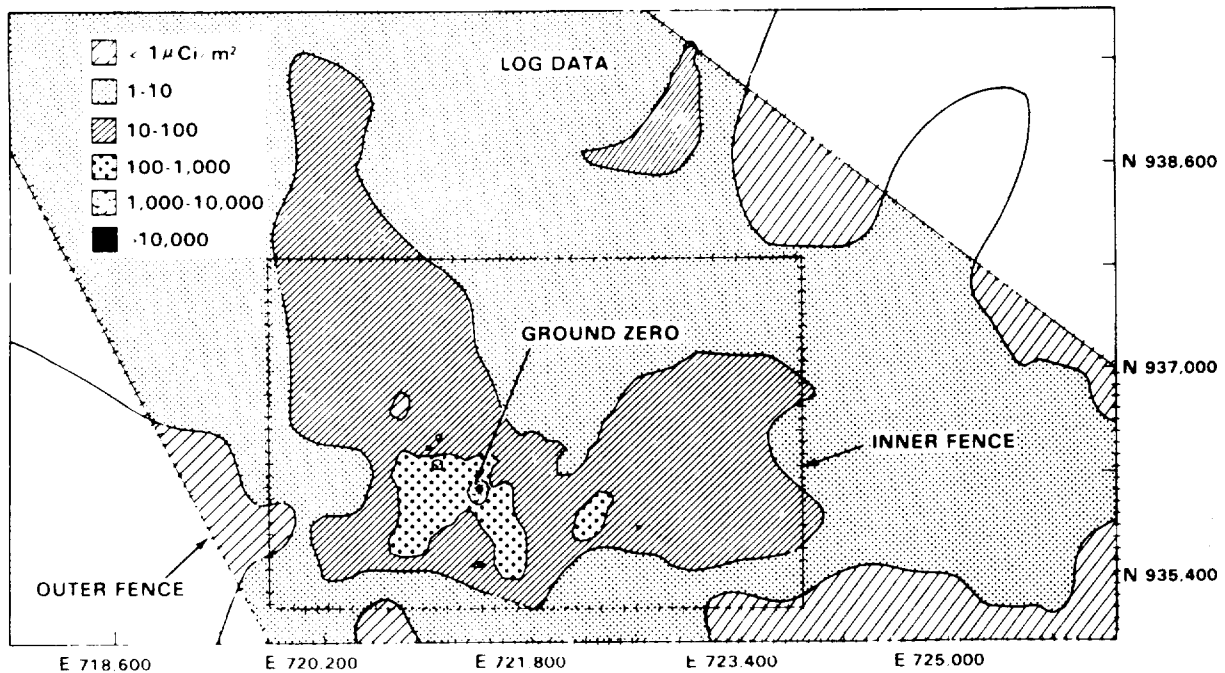 < 1 μCi/m²
1-10
10-100
100-1,000
1,000-10,000
>10,000
LOG DATA
N 938.600
GROUND ZERO
N 937.000
INNER FENCE
OUTER FENCE
N 935.400
E 718.600
E 720.200
E 721.800
E 723.400
E 725.000